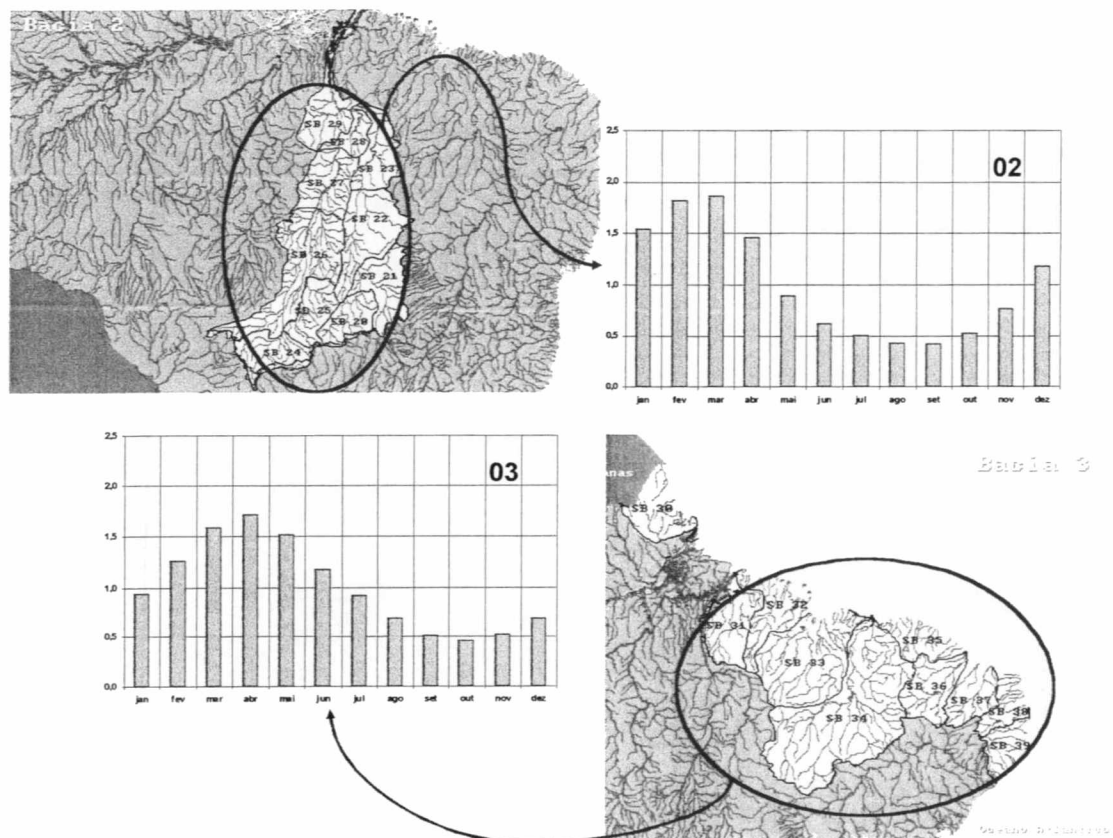 Bacia 2
SB 29
SB 28
SB 23
SB 27
SB 22
SB 26
SB 21
SB 25
SB 20
SB 24
02
2,5
2,0
1,5
1,0
0,5
0,0
jan fev mar abr mai jun jul ago set out nov dez
03
2,5
2,0
1,5
1,0
0,5
0,0
jan fev mar abr mai jun jul ago set out nov dez
Bacia 3
anas
SB 30
SB 32
SB 31
SB 35
SB 33
SB 36
SB 37
SB 38
SB 34
SB 39
Oceano Atlântico